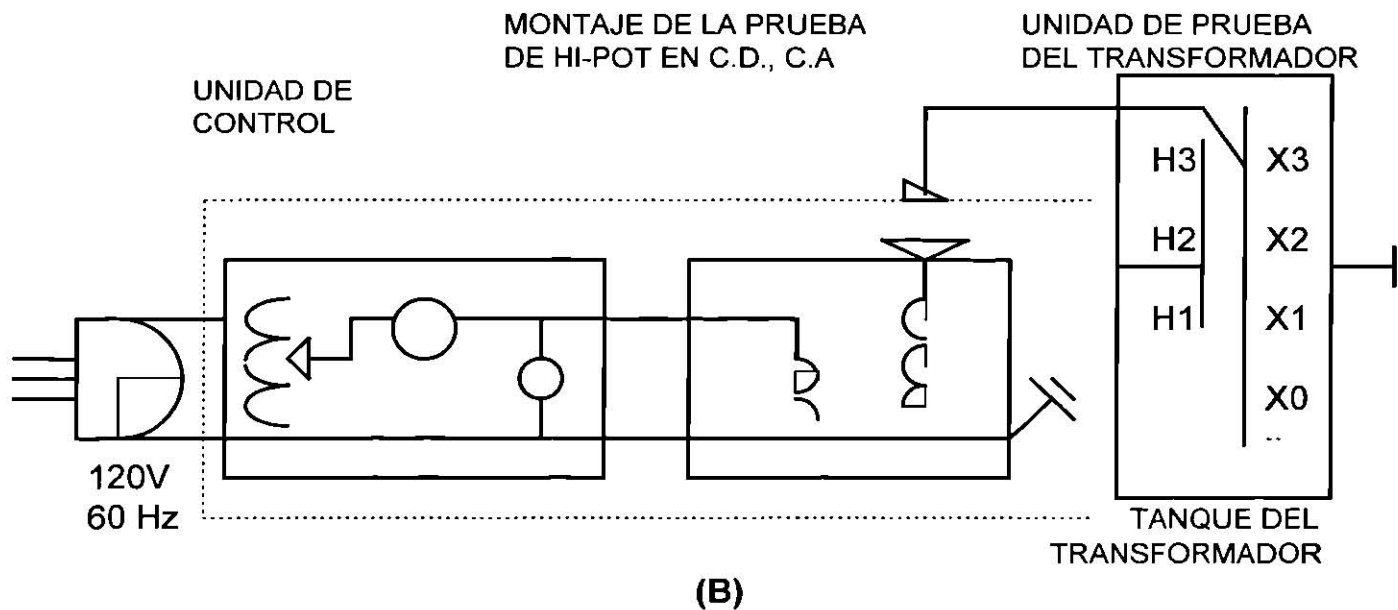 MONTAJE DE LA PRUEBA
DE HI-POT EN C.D., C.A
UNIDAD DE PRUEBA
DEL TRANSFORMADOR
UNIDAD DE
CONTROL
H3 X3
H2 X2
H1 X1
X0
120V
60 Hz
TANQUE DEL
TRANSFORMADOR
(B)